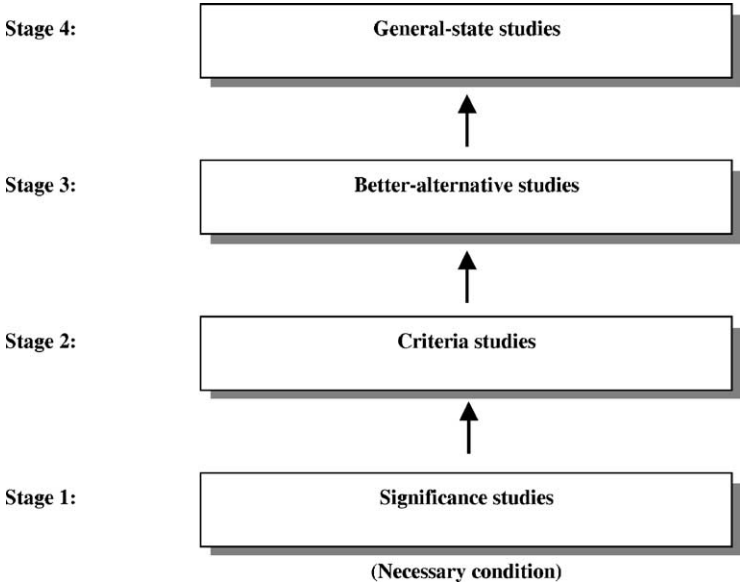 Stage 4:
General-state studies
Stage 3:
Better-alternative studies
Stage 2:
Criteria studies
Stage 1:
Significance studies
(Necessary condition)